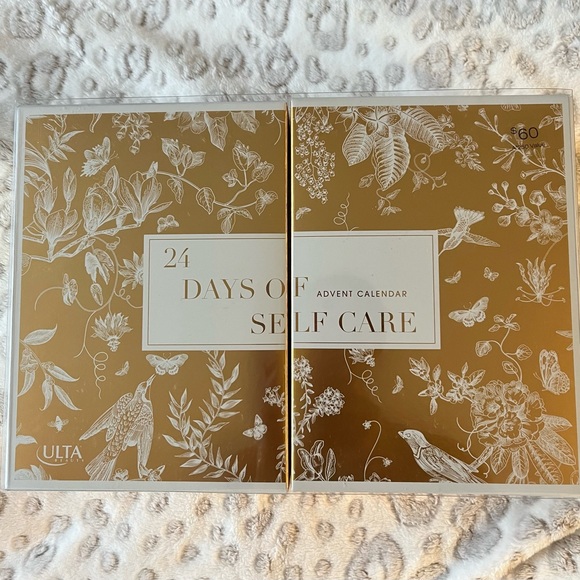 $60
24
DAYS OF
ADVENT CALENDAR
SELF CARE
ULTA